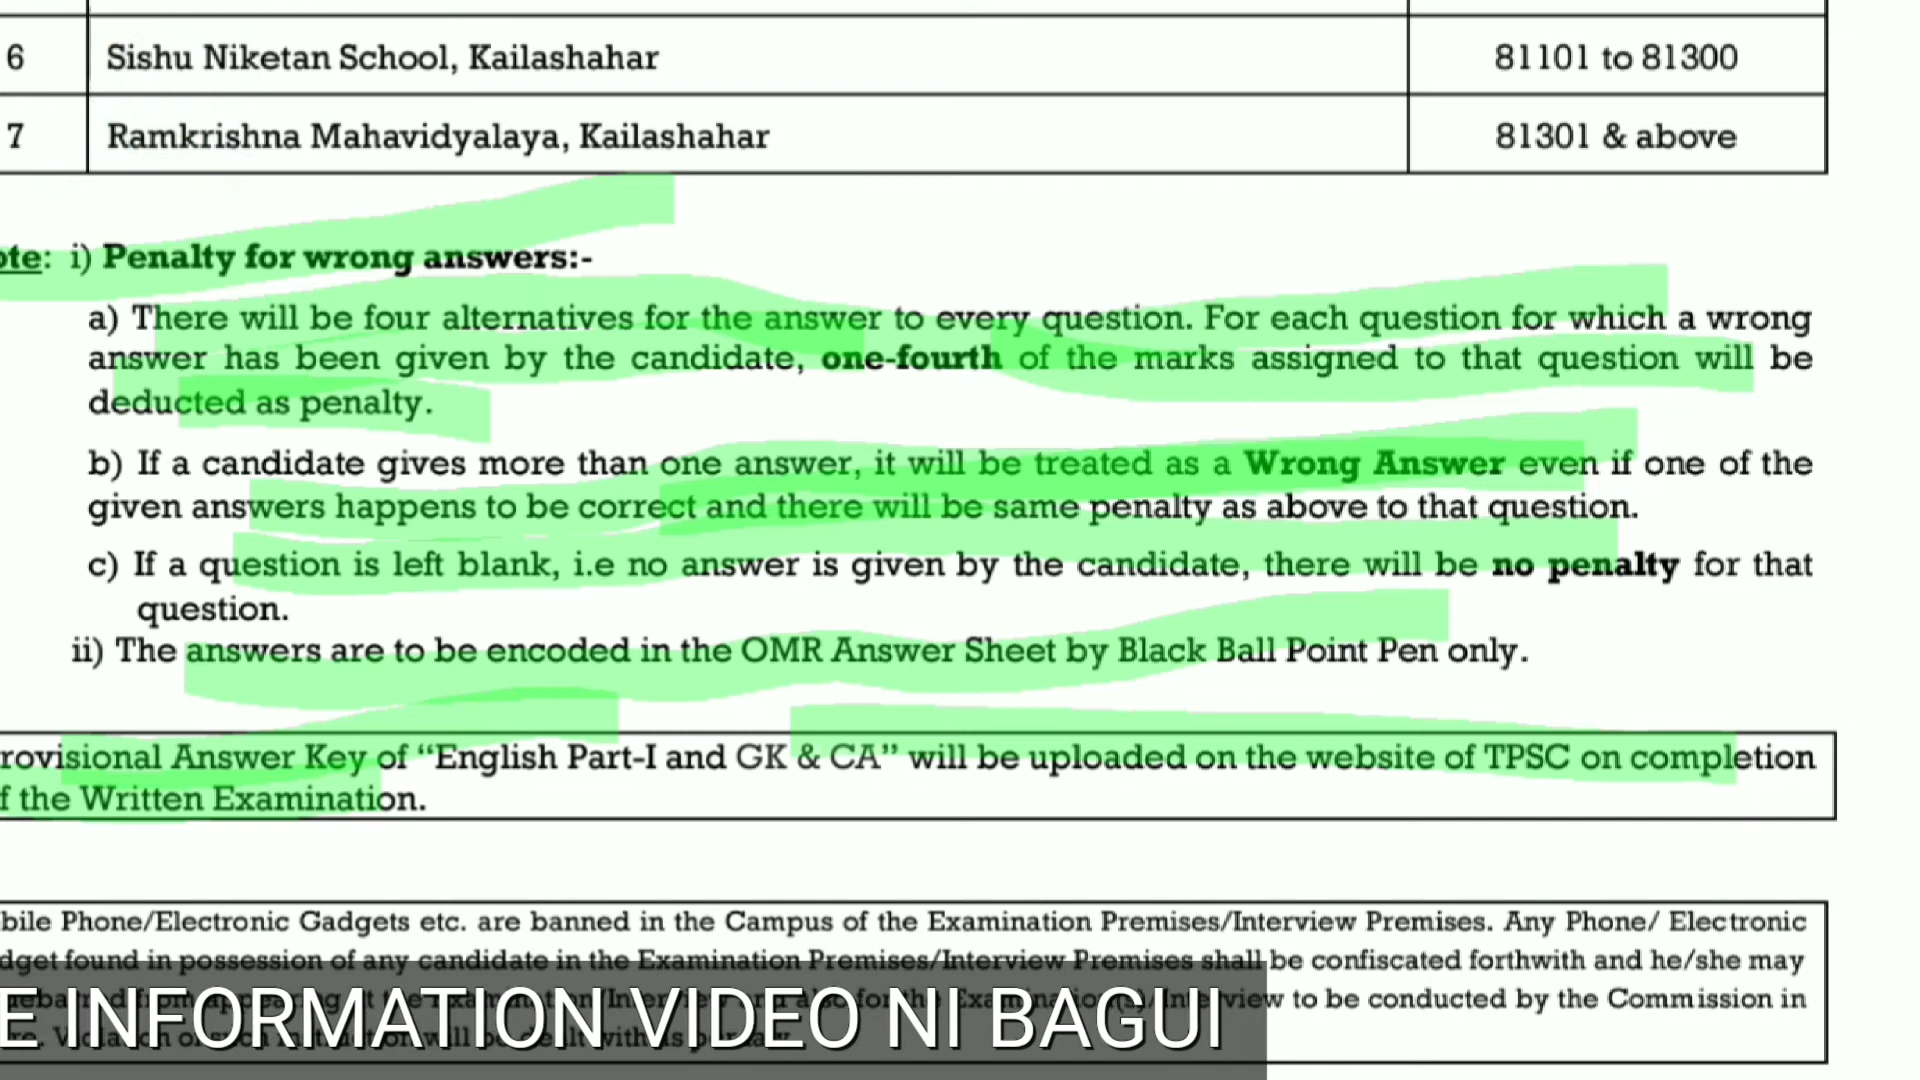 6 Sishu Niketan School, Kailashahar 81101 to 81300
7 Ramkrishna Mahavidyalaya, Kailashahar 81301 & above
ote: i) Penalty for wrong answers:-
a) There will be four alternatives for the answer to every question. For each question for which a wrong
answer has been given by the candidate, one-fourth of the marks assigned to that question will be
deducted as penalty.
b) If a candidate gives more than one answer, it will be treated as a Wrong Answer even if one of the
given answers happens to be correct and there will be same penalty as above to that question.
c) If a question is left blank, i.e no answer is given by the candidate, there will be no penalty for that
question.
ii) The answers are to be encoded in the OMR Answer Sheet by Black Ball Point Pen only.
rovisional Answer Key of “English Part-I and GK & CA” will be uploaded on the website of TPSC on completion
f the Written Examination.
bile Phone/Electronic Gadgets etc. are banned in the Campus of the Examination Premises/Interview Premises. Any Phone/ Electronic
dget found in possession of any candidate in the Examination Premises/Interview Premises shall be confiscated forthwith and he/she may
view to be conducted by the Commission in
E INFORMATION VIDEO NI BAGUI